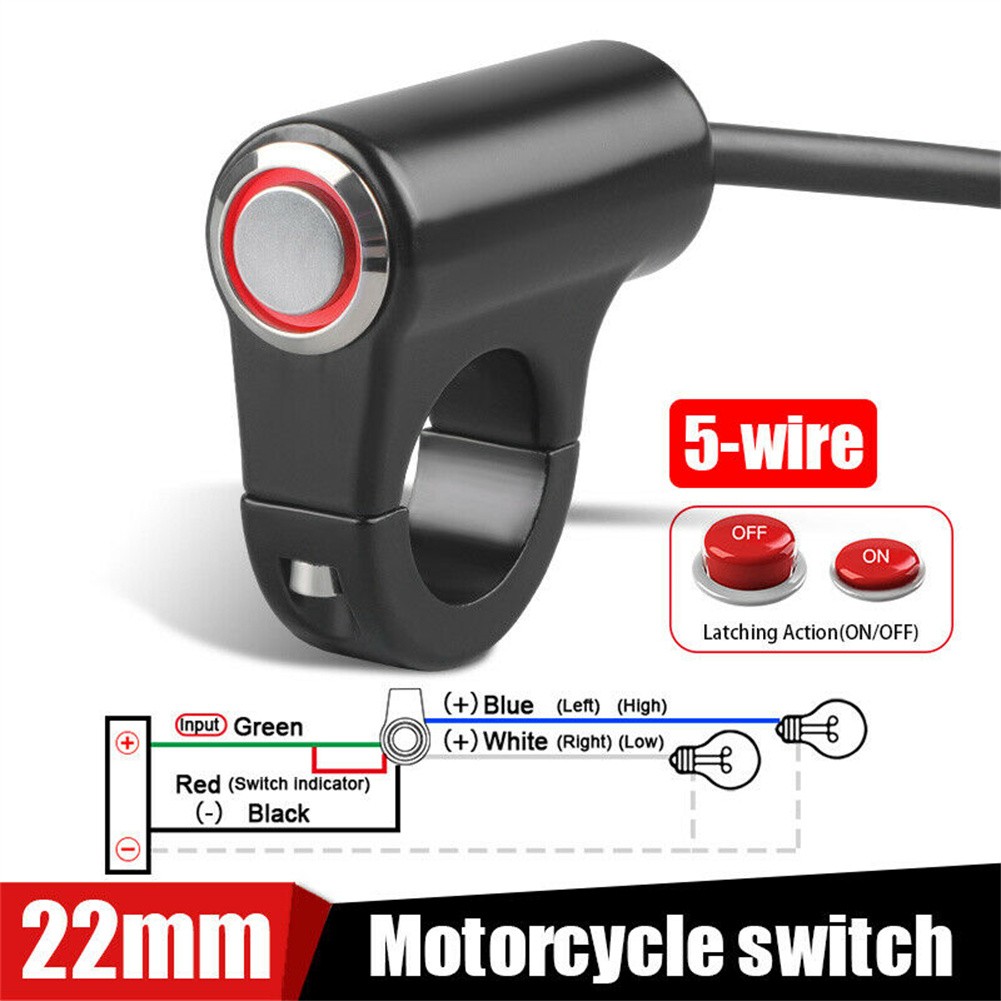 5-wire
OFF
ON
Latching Action(ON/OFF)
(+) Blue (Left) (High)
Input Green
(+) White (Right) (Low)
+
Red (Switch indicator)
(-) Black
-
22mm Motorcycle switch